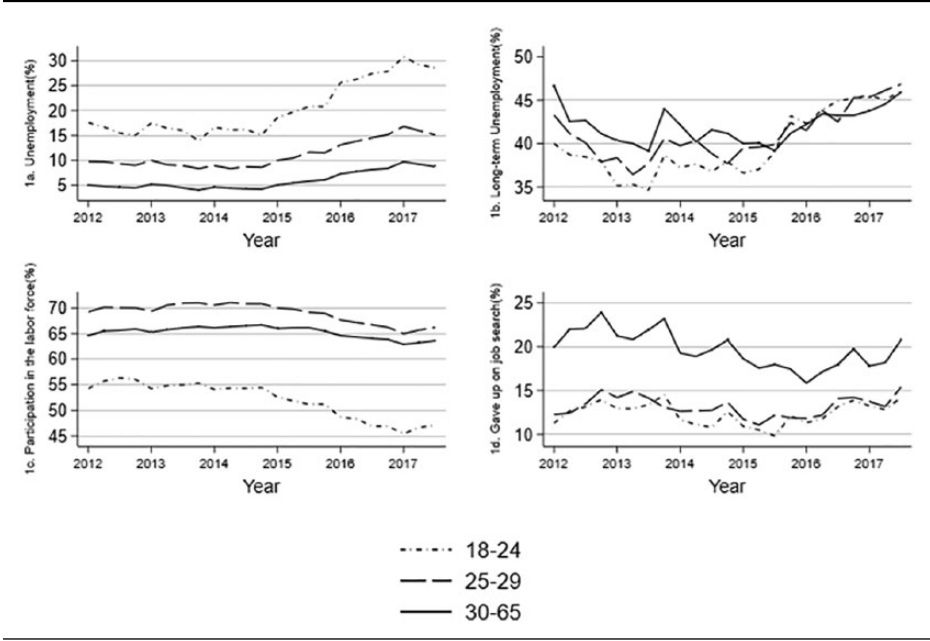 1a. Unemployment(%)
30
25
20
15
10
5
2012 2013 2014 2015 2016 2017
Year
1b. Long-term Unemployment(%)
50
45
40
35
2012 2013 2014 2015 2016 2017
Year
1c. Participation in the labor force(%)
70
65
60
55
50
45
2012 2013 2014 2015 2016 2017
Year
1d. Gave up on job search(%)
25
20
15
10
2012 2013 2014 2015 2016 2017
Year
18-24
25-29
30-65